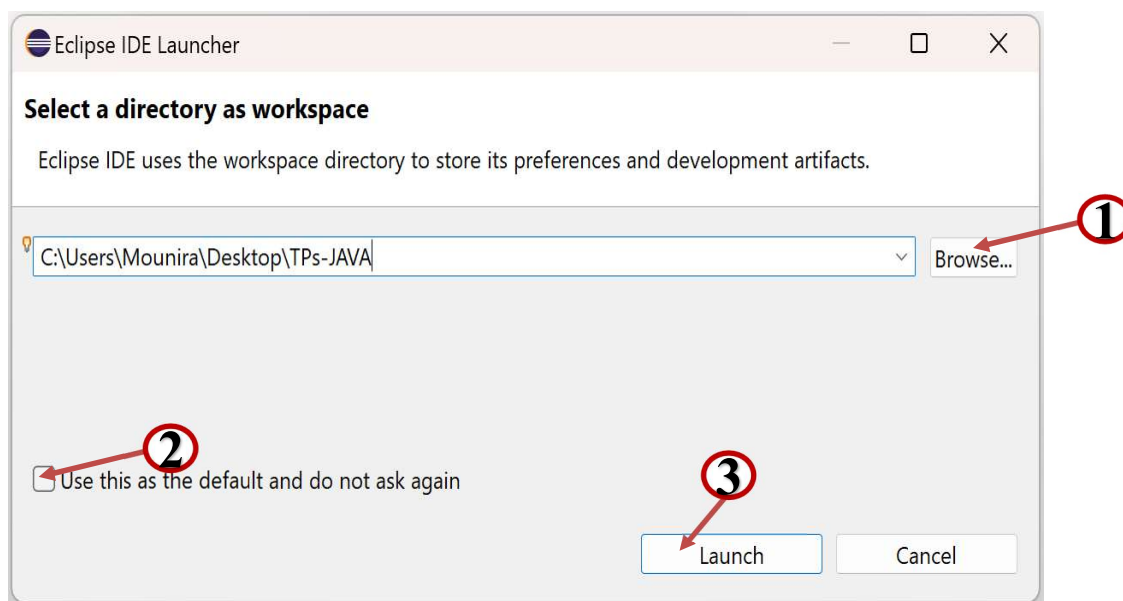 Eclipse IDE Launcher
Select a directory as workspace
Eclipse IDE uses the workspace directory to store its preferences and development artifacts.
1
C:\Users\Mounira\Desktop\TPs-JAVA
Browse...
2
Use this as the default and do not ask again
3
Launch
Cancel